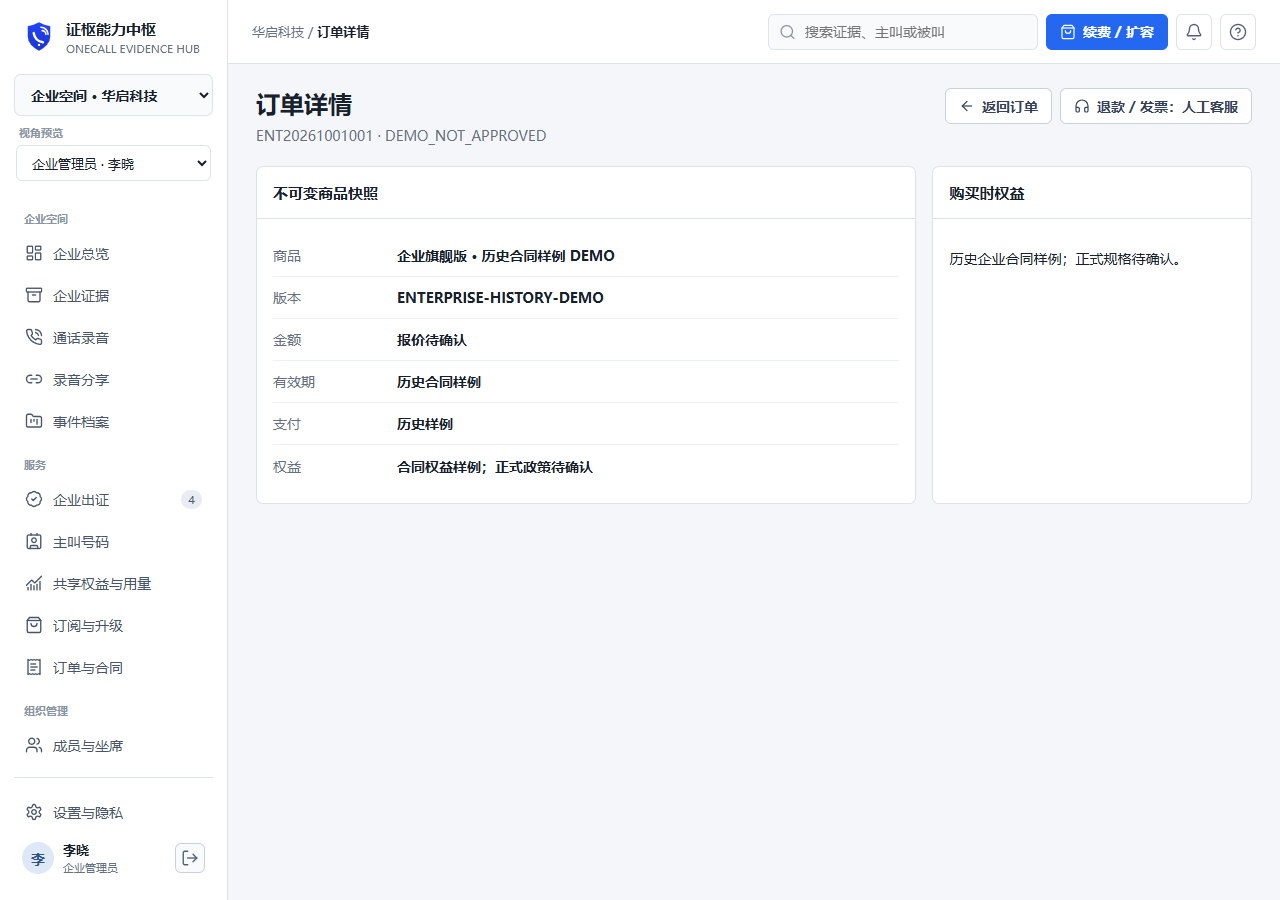 证枢能力中枢
ONECALL EVIDENCE HUB
企业空间 • 华启科技
视角预览
企业管理员 · 李晓
企业空间
企业总览
企业证据
通话录音
录音分享
事件档案
服务
企业出证 4
主叫号码
共享权益与用量
订阅与升级
订单与合同
组织管理
成员与坐席
设置与隐私
李
李晓
企业管理员
华启科技 / 订单详情
搜索证据、主叫或被叫
续费 / 扩容
订单详情
ENT20261001001 · DEMO_NOT_APPROVED
返回订单
退款 / 发票：人工客服
不可变商品快照
商品 企业旗舰版 • 历史合同样例 DEMO
版本 ENTERPRISE-HISTORY-DEMO
金额 报价待确认
有效期 历史合同样例
支付 历史样例
权益 合同权益样例；正式政策待确认
购买时权益
历史企业合同样例；正式规格待确认。